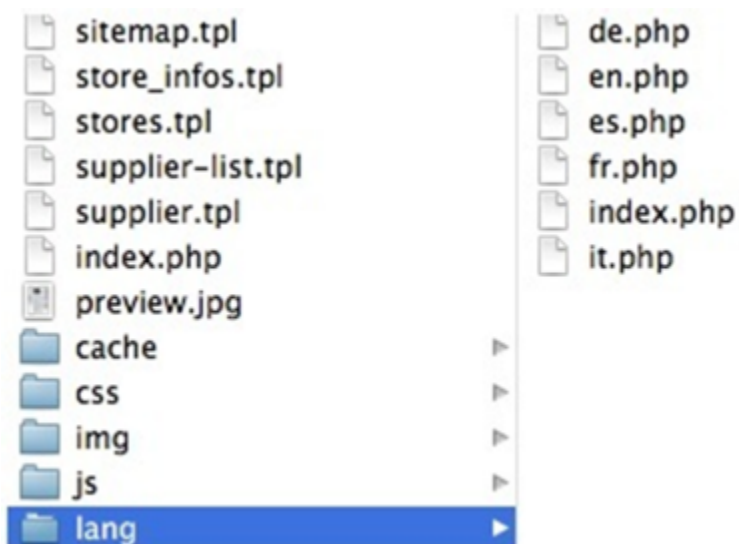 sitemap.tpl
store_infos.tpl
stores.tpl
supplier-list.tpl
supplier.tpl
index.php
preview.jpg
cache
css
img
js
lang
de.php
en.php
es.php
fr.php
index.php
it.php